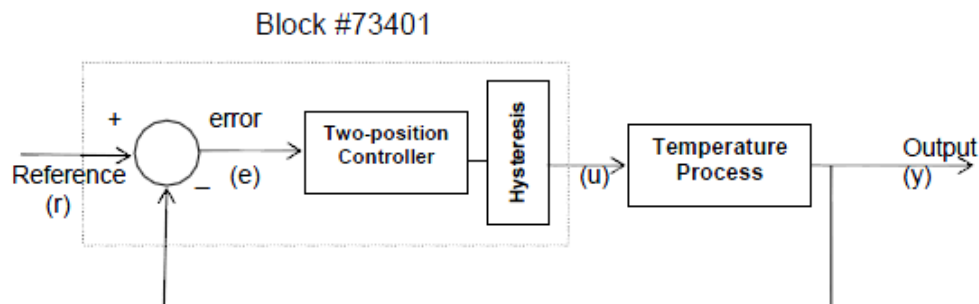 Block #73401
+
error
Reference
(r)
–
(e)
Two-position
Controller
Hysteresis
(u)
Temperature
Process
Output
(y)